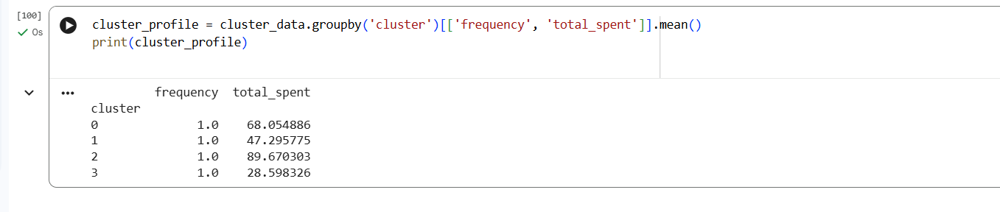 [100]
0s
cluster_profile = cluster_data.groupby('cluster')[['frequency', 'total_spent']].mean()
print(cluster_profile)
frequency total_spent
cluster
0 1.0 68.054886
1 1.0 47.295775
2 1.0 89.670303
3 1.0 28.598326